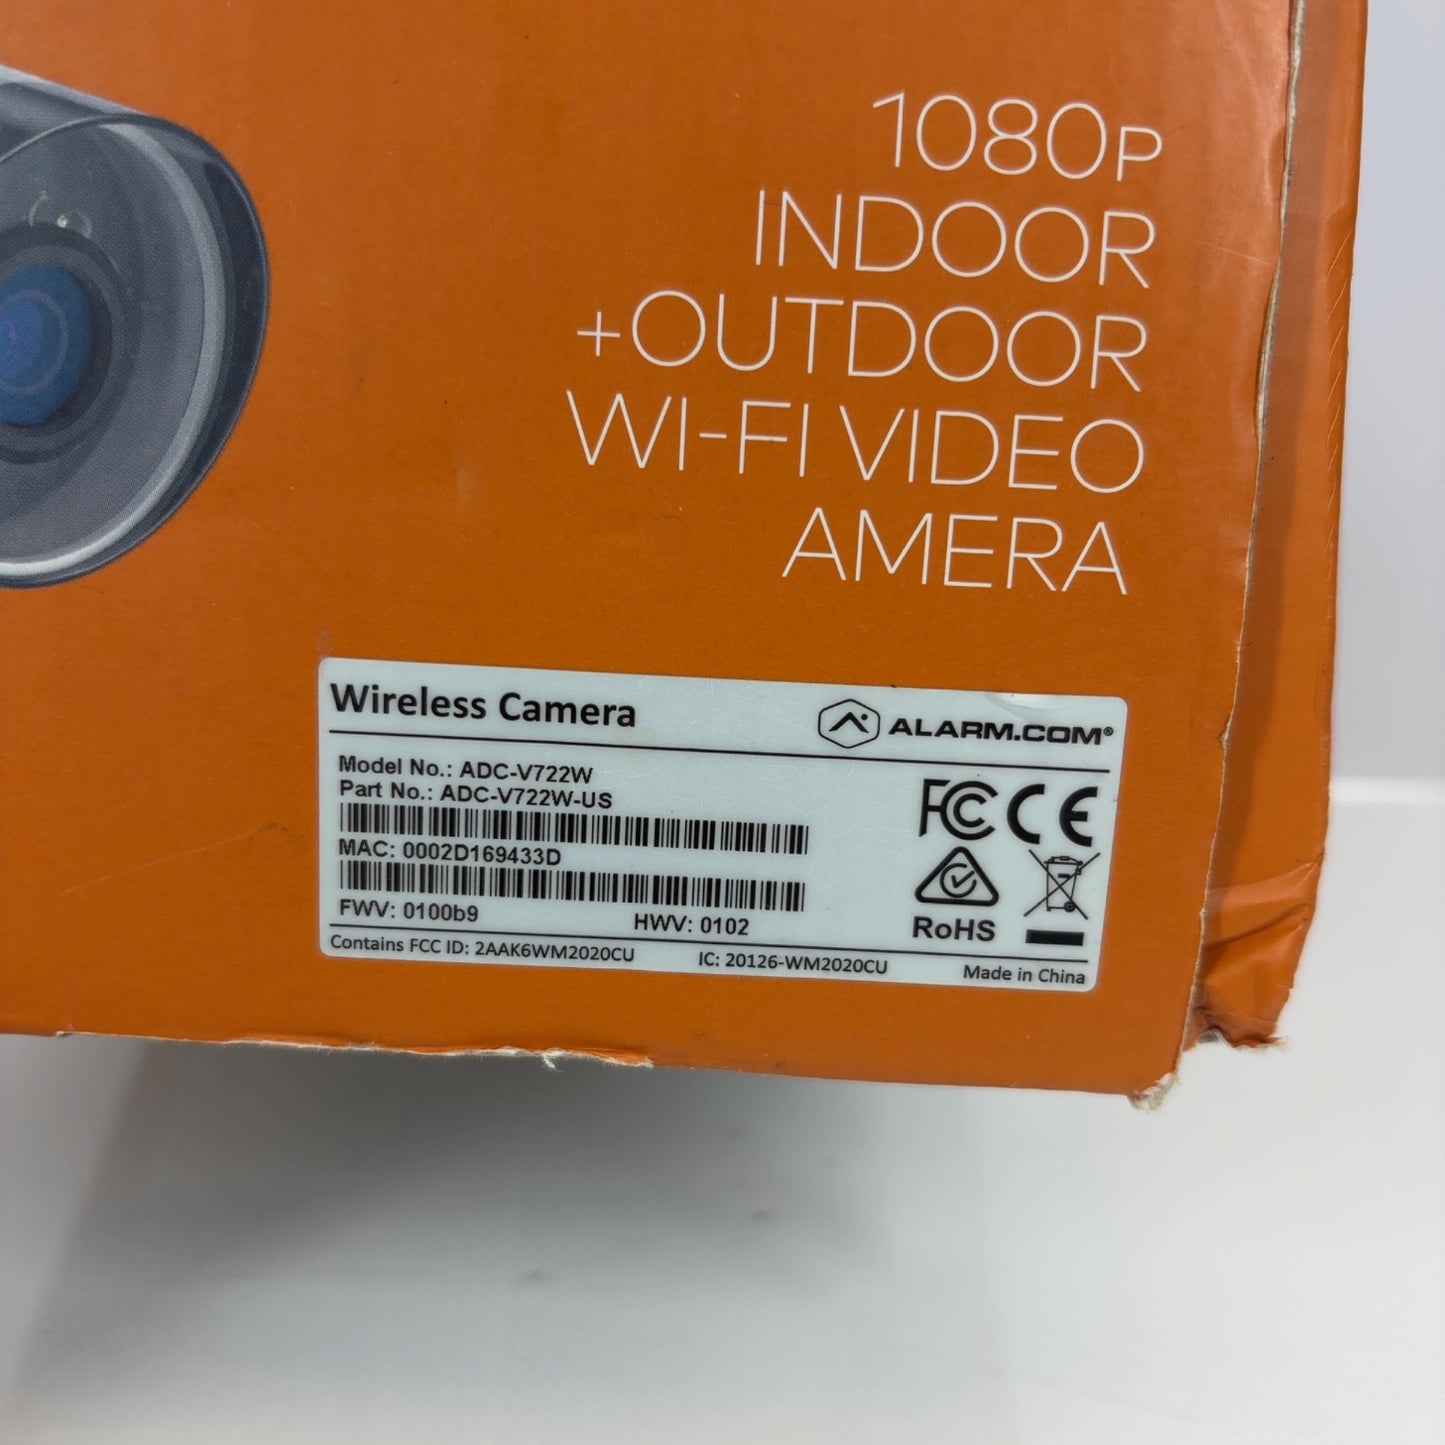 1080P
INDOOR
+OUTDOOR
WI-FI VIDEO
AMERA
Wireless Camera
ALARM.COM®
Model No.: ADC-V722W
Part No.: ADC-V722W-US
MAC: 0002D169433D
FWV: 0100b9 HWV: 0102
FC CE
RoHS
Contains FCC ID: 2AAK6WM2020CU IC: 20126-WM2020CU Made in China